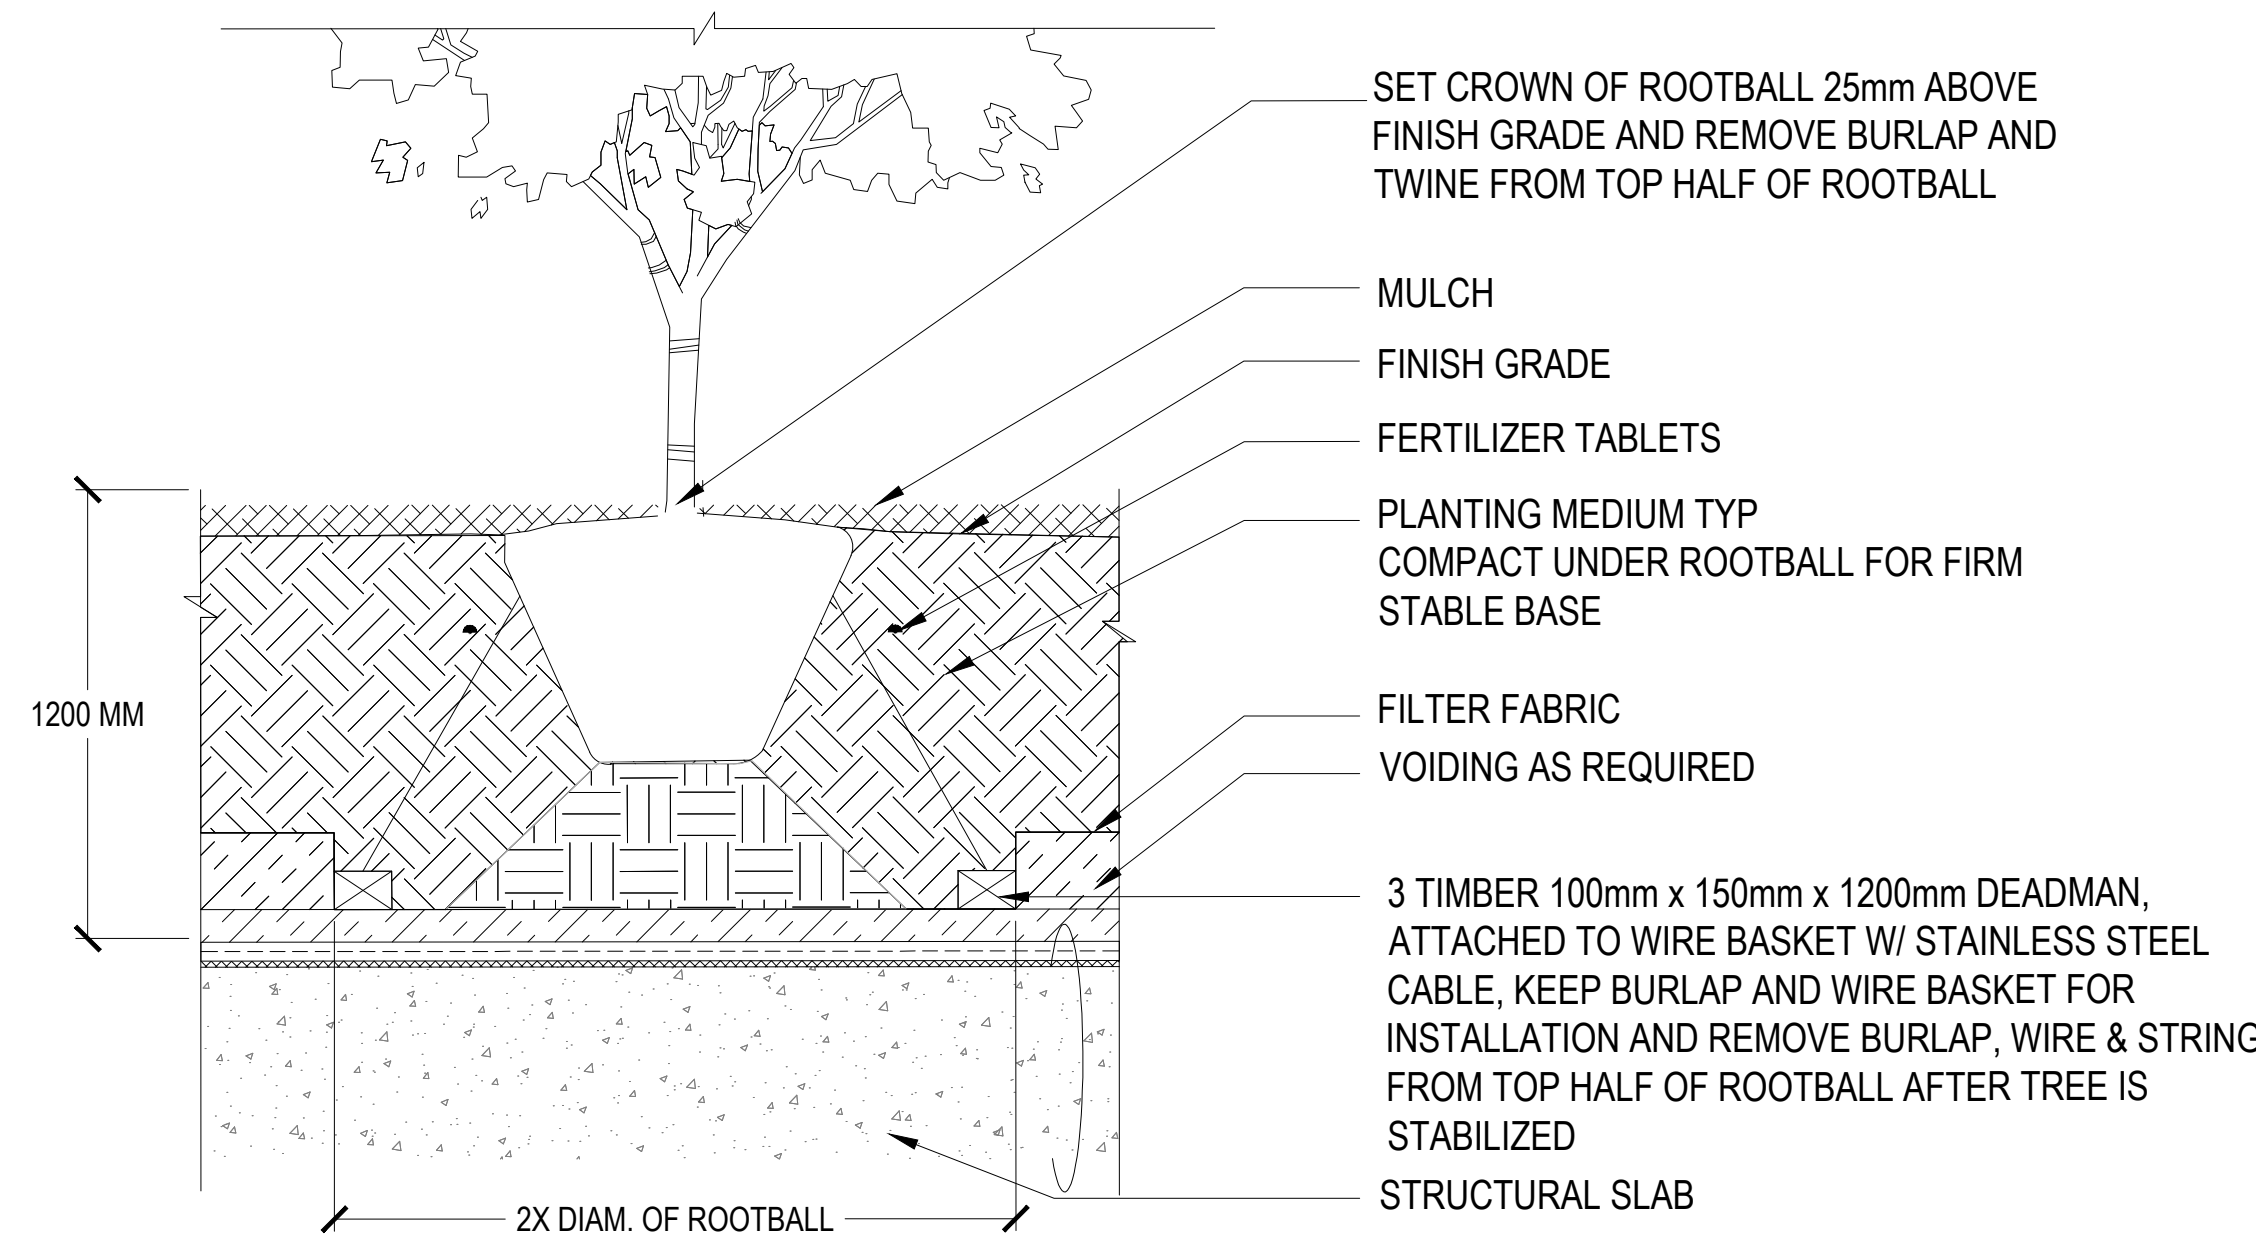 SET CROWN OF ROOTBALL 25mm ABOVE
FINISH GRADE AND REMOVE BURLAP AND
TWINE FROM TOP HALF OF ROOTBALL
MULCH
FINISH GRADE
FERTILIZER TABLETS
PLANTING MEDIUM TYP
COMPACT UNDER ROOTBALL FOR FIRM
STABLE BASE
1200 MM
FILTER FABRIC
VOIDING AS REQUIRED
3 TIMBER 100mm x 150mm x 1200mm DEADMAN,
ATTACHED TO WIRE BASKET W/ STAINLESS STEEL
CABLE, KEEP BURLAP AND WIRE BASKET FOR
INSTALLATION AND REMOVE BURLAP, WIRE & STRING
FROM TOP HALF OF ROOTBALL AFTER TREE IS
STABILIZED
STRUCTURAL SLAB
2X DIAM. OF ROOTBALL